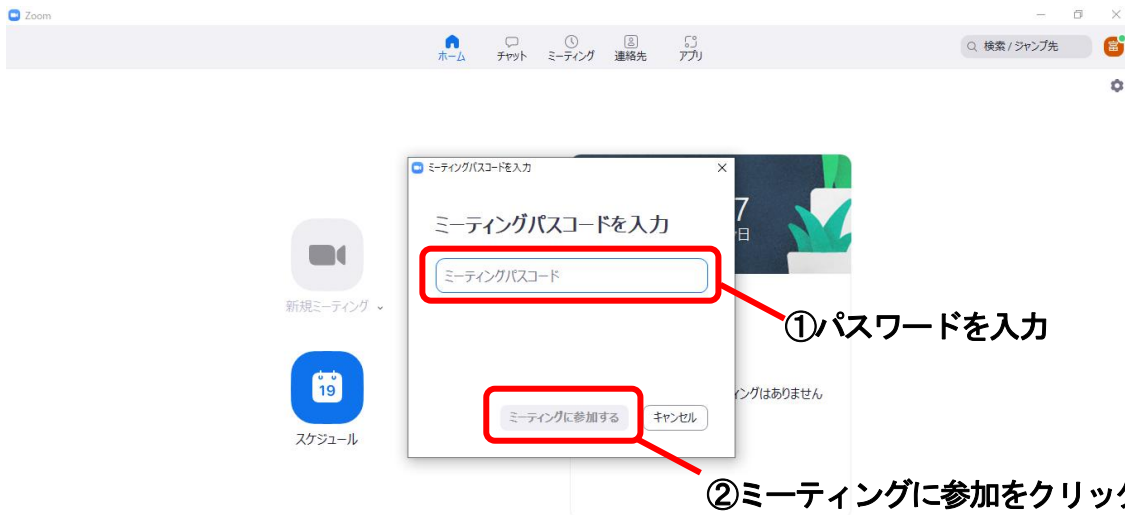 Zoom
ホーム
チャット
ミーティング
連絡先
アプリ
検索 / ジャンプ先
富
ミーティングパスコードを入力
ミーティングパスコードを入力
7
日
ミーティングパスコード
新規ミーティング
①パスワードを入力
19
ィングはありません
ミーティングに参加する
キャンセル
スケジュール
②ミーティングに参加をクリック